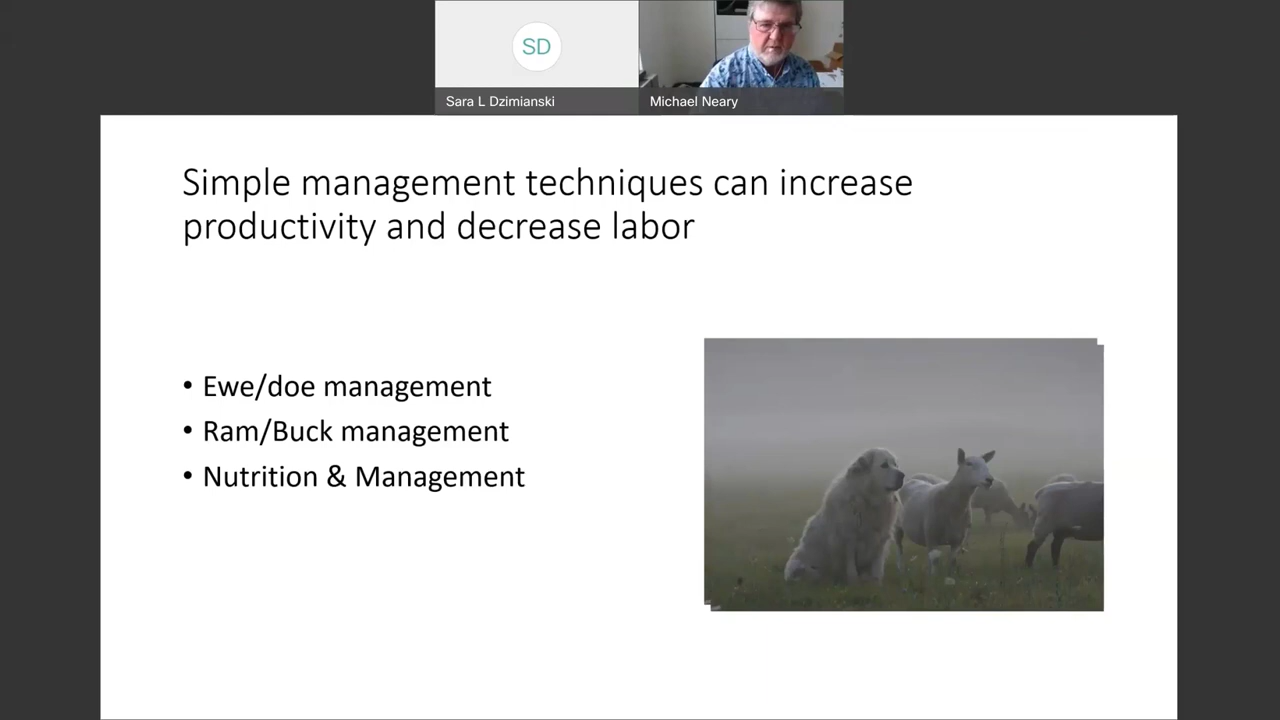 SD
Sara L Dzimianski
Michael Neary
Simple management techniques can increase
productivity and decrease labor
• Ewe/doe management
• Ram/Buck management
• Nutrition & Management